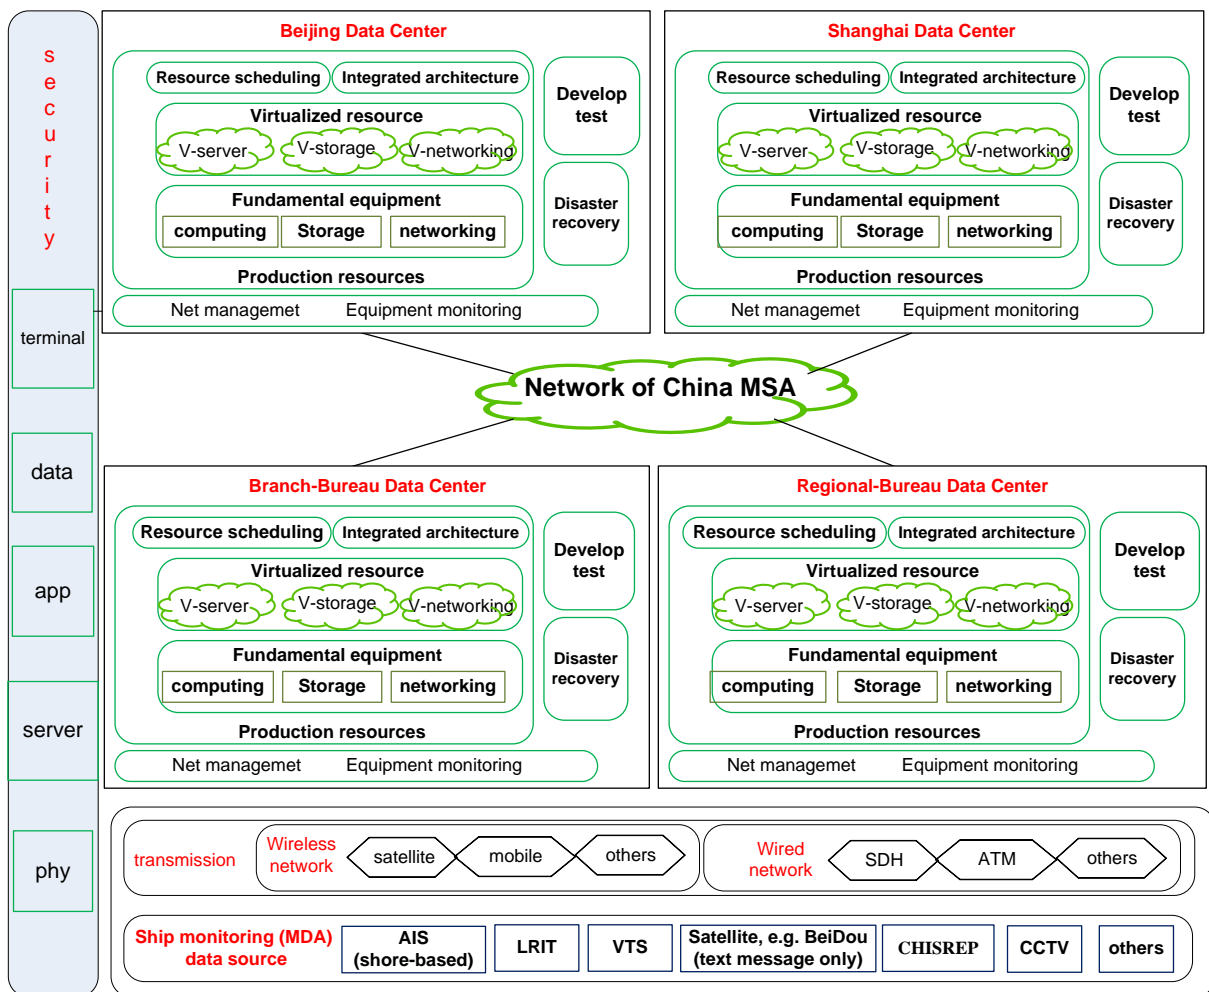 s
e
c
u
r
i
t
y
terminal
data
app
server
phy
Beijing Data Center
Resource scheduling
Integrated architecture
Virtualized resource
V-server
V-storage
V-networking
Fundamental equipment
computing
Storage
networking
Production resources
Develop
test
Disaster
recovery
Net managemet
Equipment monitoring
Shanghai Data Center
Resource scheduling
Integrated architecture
Virtualized resource
V-server
V-storage
V-networking
Fundamental equipment
computing
Storage
networking
Production resources
Develop
test
Disaster
recovery
Net managemet
Equipment monitoring
Network of China MSA
Branch-Bureau Data Center
Resource scheduling
Integrated architecture
Virtualized resource
V-server
V-storage
V-networking
Fundamental equipment
computing
Storage
networking
Production resources
Develop
test
Disaster
recovery
Net managemet
Equipment monitoring
Regional-Bureau Data Center
Resource scheduling
Integrated architecture
Virtualized resource
V-server
V-storage
V-networking
Fundamental equipment
computing
Storage
networking
Production resources
Develop
test
Disaster
recovery
Net managemet
Equipment monitoring
transmission
Wireless
network
satellite
mobile
others
Wired
network
SDH
ATM
others
Ship monitoring (MDA)
data source
AIS
(shore-based)
LRIT
VTS
Satellite, e.g. BeiDou
(text message only)
CHISREP
CCTV
others